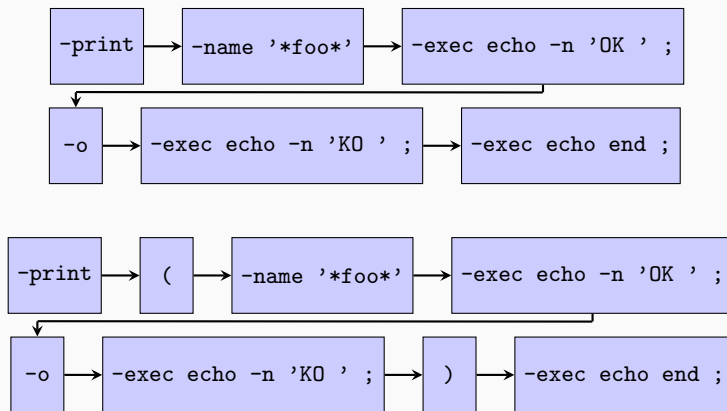 -print -name '*foo*' -exec echo -n 'OK ' ;
-o -exec echo -n 'KO ' ; -exec echo end ;
-print ( -name '*foo*' -exec echo -n 'OK ' ;
-o -exec echo -n 'KO ' ; ) -exec echo end ;